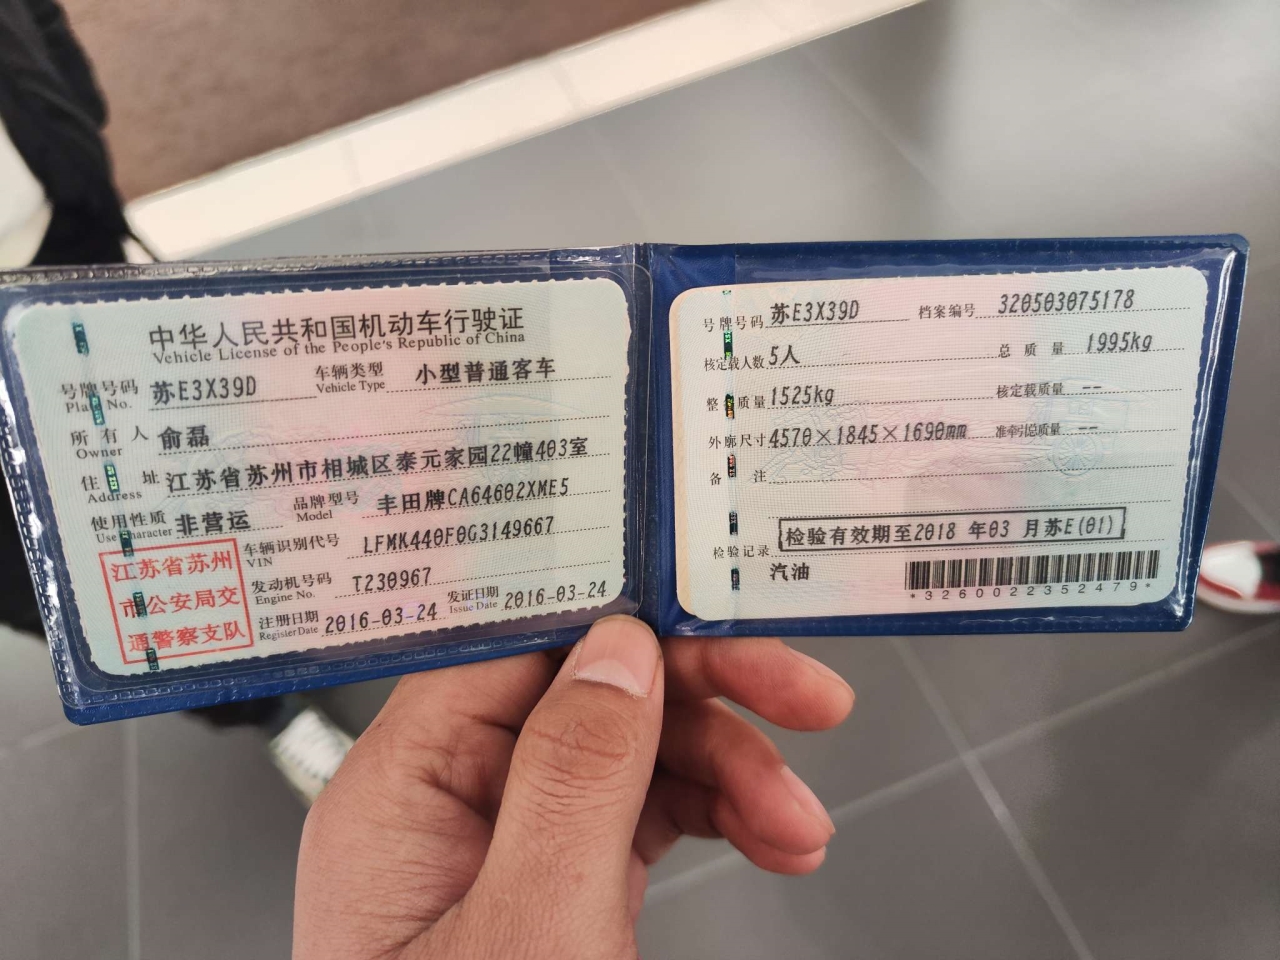 中华人民共和国机动车行驶证
Vehicle License of the People's Republic of China
号牌号码 苏E3X39D 车辆类型 小型普通客车
Plate No. Vehicle Type
所有人 俞磊
Owner
住址 江苏省苏州市相城区泰元家园22幢403室
Address
使用性质 非营运 品牌型号 丰田牌CA64602XME5
Use Character Model
江苏省苏州
市公安局交
通警察支队
车辆识别代号 LFMK440F0G3149667
VIN
发动机号码 T230967
Engine No.
注册日期 2016-03-24 发证日期 2016-03-24
Register Date Issue Date
号牌号码 苏E3X39D 档案编号 320503075178
核定载人数 5人 总质量 1995kg
整备质量 1525kg 核定载质量 --
外廓尺寸 4570×1845×1690mm 准牵引总质量 --
备注
检验有效期至2018 年03 月苏E(01)
检验记录
汽油
*3260022352479*